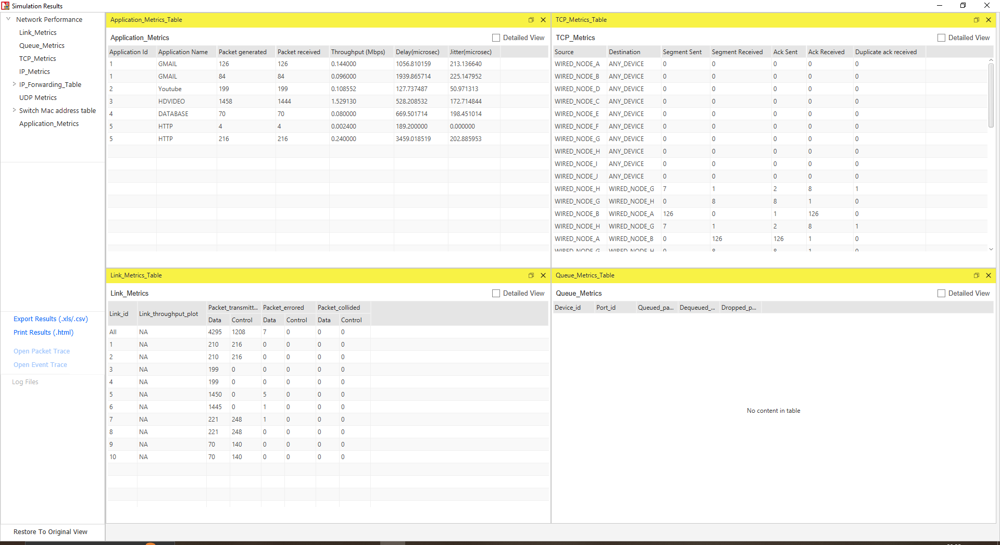 Simulation Results
Network Performance
Link_Metrics
Queue_Metrics
TCP_Metrics
IP_Metrics
IP_Forwarding_Table
UDP Metrics
Switch Mac address table
Application_Metrics
Export Results (.xls/.csv)
Print Results (.html)
Open Packet Trace
Open Event Trace
Log Files
Restore To Original View
Application_Metrics_Table
Application_Metrics Detailed View
Application Id Application Name Packet generated Packet received Throughput (Mbps) Delay(microsec) Jitter(microsec)
1 GMAIL 126 126 0.144000 1056.810159 213.136640
1 GMAIL 84 84 0.096000 1939.865714 225.147952
2 Youtube 199 199 0.108552 127.737487 50.971313
3 HDVIDEO 1458 1444 1.529130 528.208532 172.714844
4 DATABASE 70 70 0.080000 669.501714 198.451014
5 HTTP 4 4 0.002400 189.200000 0.000000
5 HTTP 216 216 0.240000 3459.018519 202.885953
TCP_Metrics_Table
TCP_Metrics Detailed View
Source Destination Segment Sent Segment Received Ack Sent Ack Received Duplicate ack received
WIRED_NODE_A ANY_DEVICE 0 0 0 0 0
WIRED_NODE_B ANY_DEVICE 0 0 0 0 0
WIRED_NODE_D ANY_DEVICE 0 0 0 0 0
WIRED_NODE_C ANY_DEVICE 0 0 0 0 0
WIRED_NODE_E ANY_DEVICE 0 0 0 0 0
WIRED_NODE_F ANY_DEVICE 0 0 0 0 0
WIRED_NODE_G ANY_DEVICE 0 0 0 0 0
WIRED_NODE_H ANY_DEVICE 0 0 0 0 0
WIRED_NODE_I ANY_DEVICE 0 0 0 0 0
WIRED_NODE_J ANY_DEVICE 0 0 0 0 0
WIRED_NODE_H WIRED_NODE_G 7 1 2 8 1
WIRED_NODE_G WIRED_NODE_H 0 8 8 1 0
WIRED_NODE_B WIRED_NODE_A 126 0 1 126 0
WIRED_NODE_H WIRED_NODE_G 7 1 2 8 1
WIRED_NODE_A WIRED_NODE_B 0 126 126 1 0
WIRED_NODE_G WIRED_NODE_H 0 8 8 1 0
Link_Metrics_Table
Link_Metrics Detailed View
Link_id Link_throughput_plot Packet_transmitt... Packet_errored Packet_collided
Data Control Data Control Data Control
All NA 4295 1208 7 0 0 0
1 NA 210 216 0 0 0 0
2 NA 210 216 0 0 0 0
3 NA 199 0 0 0 0 0
4 NA 199 0 0 0 0 0
5 NA 1450 0 5 0 0 0
6 NA 1445 0 1 0 0 0
7 NA 221 248 1 0 0 0
8 NA 221 248 0 0 0 0
9 NA 70 140 0 0 0 0
10 NA 70 140 0 0 0 0
Queue_Metrics_Table
Queue_Metrics Detailed View
Device_id Port_id Queued_pa... Dequeued_... Dropped_p...
No content in table